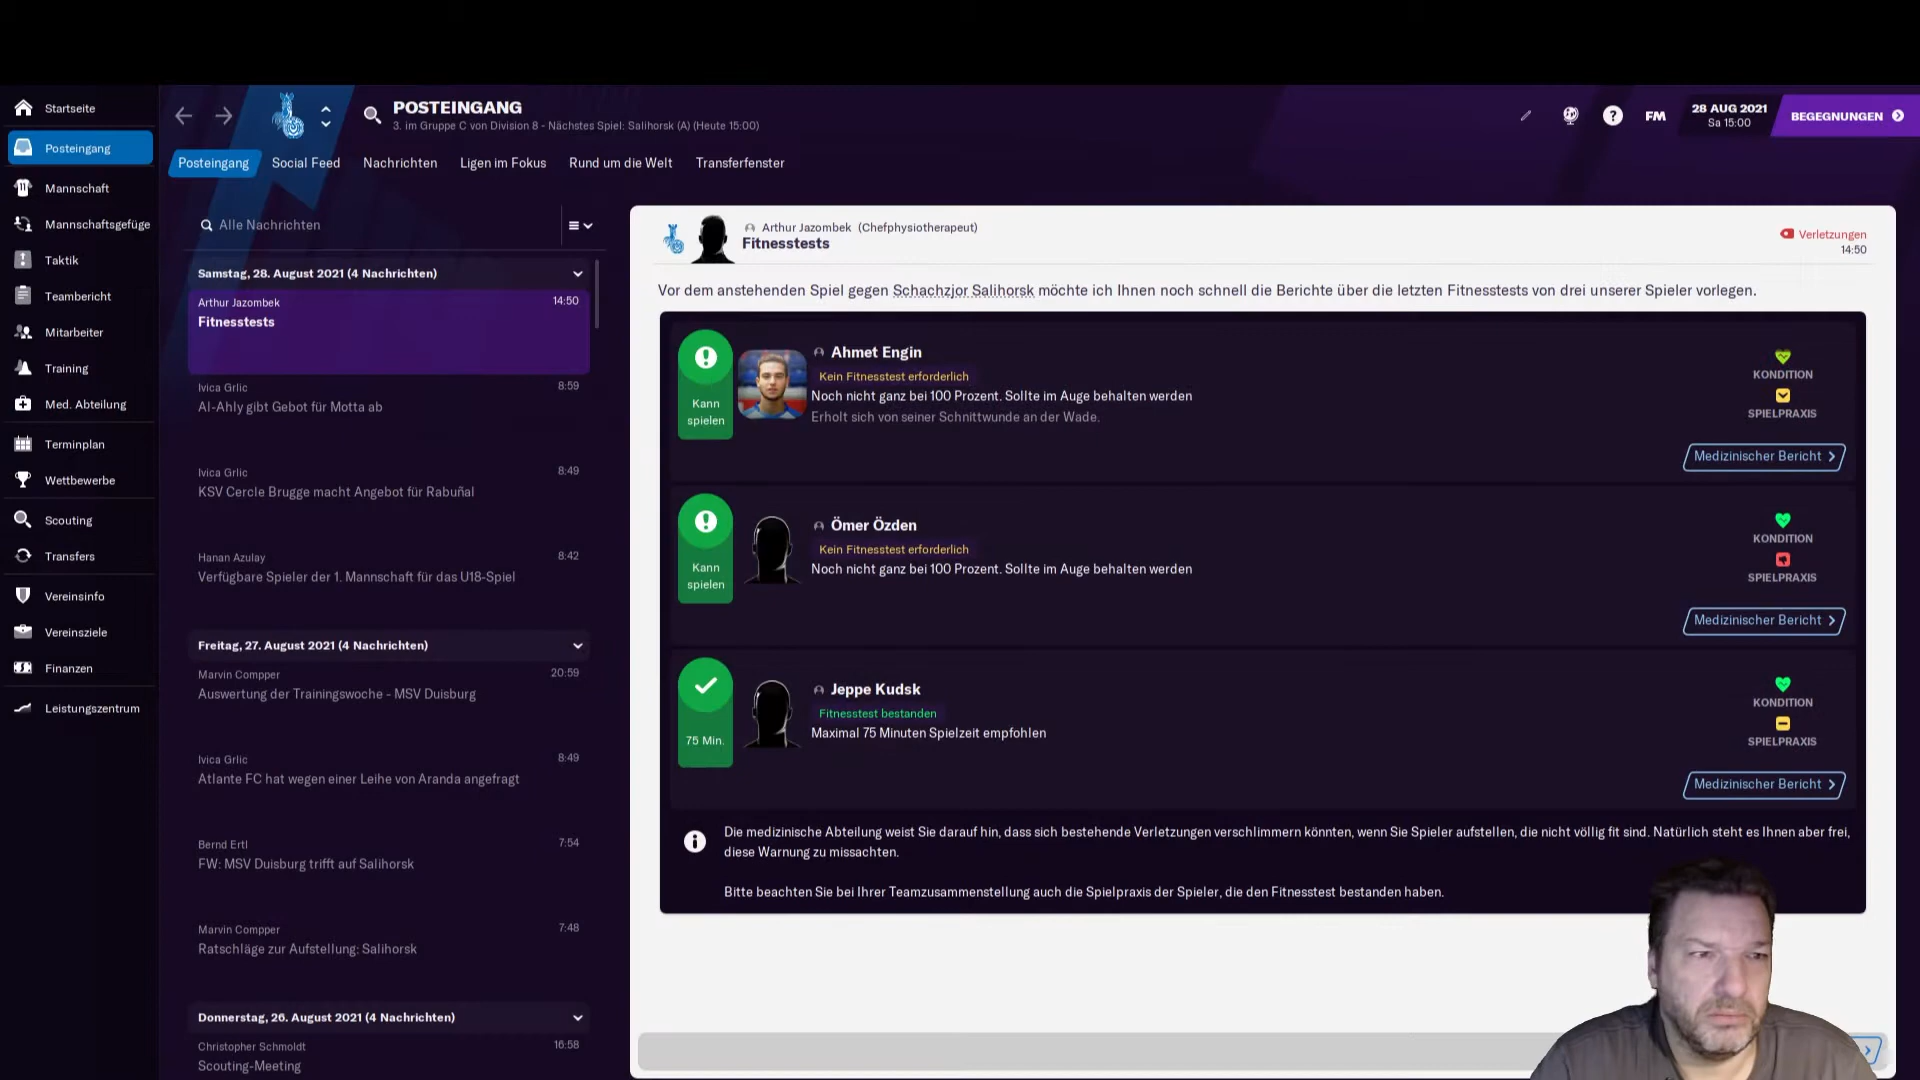 Startseite
Posteingang
Mannschaft
Mannschaftsgefüge
Taktik
Teambericht
Mitarbeiter
Training
Med. Abteilung
Terminplan
Wettbewerbe
Scouting
Transfers
Vereinsinfo
Vereinsziele
Finanzen
Leistungszentrum
POSTEINGANG
3. im Gruppe C von Division 8 - Nächstes Spiel: Salihorsk (A) (Heute 15:00)
FM
28 AUG 2021
Sa 15:00
BEGEGNUNGEN
Posteingang Social Feed Nachrichten Ligen im Fokus Rund um die Welt Transferfenster
Alle Nachrichten
Samstag, 28. August 2021 (4 Nachrichten)
Arthur Jazombek 14:50
Fitnesstests
Ivica Grlic 8:59
Al-Ahly gibt Gebot für Motta ab
Ivica Grlic 8:49
KSV Cercle Brugge macht Angebot für Rabuñal
Hanan Azulay 8:42
Verfügbare Spieler der 1. Mannschaft für das U18-Spiel
Freitag, 27. August 2021 (4 Nachrichten)
Marvin Compper 20:59
Auswertung der Trainingswoche - MSV Duisburg
Ivica Grlic 8:49
Atlante FC hat wegen einer Leihe von Aranda angefragt
Bernd Ertl 7:54
FW: MSV Duisburg trifft auf Salihorsk
Marvin Compper 7:48
Ratschläge zur Aufstellung: Salihorsk
Donnerstag, 26. August 2021 (4 Nachrichten)
Christopher Schmoldt 16:58
Scouting-Meeting
Arthur Jazombek (Chefphysiotherapeut)
Fitnesstests
Verletzungen
14:50
Vor dem anstehenden Spiel gegen Schachzjor Salihorsk möchte ich Ihnen noch schnell die Berichte über die letzten Fitnesstests von drei unserer Spieler vorlegen.
Kann
spielen
Ahmet Engin
Kein Fitnesstest erforderlich
Noch nicht ganz bei 100 Prozent. Sollte im Auge behalten werden
Erholt sich von seiner Schnittwunde an der Wade.
KONDITION
SPIELPRAXIS
Medizinischer Bericht
Kann
spielen
Ömer Özden
Kein Fitnesstest erforderlich
Noch nicht ganz bei 100 Prozent. Sollte im Auge behalten werden
KONDITION
SPIELPRAXIS
Medizinischer Bericht
75 Min.
Jeppe Kudsk
Fitnesstest bestanden
Maximal 75 Minuten Spielzeit empfohlen
KONDITION
SPIELPRAXIS
Medizinischer Bericht
Die medizinische Abteilung weist Sie darauf hin, dass sich bestehende Verletzungen verschlimmern könnten, wenn Sie Spieler aufstellen, die nicht völlig fit sind. Natürlich steht es Ihnen aber frei,
diese Warnung zu missachten.
Bitte beachten Sie bei Ihrer Teamzusammenstellung auch die Spielpraxis der Spieler, die den Fitnesstest bestanden haben.